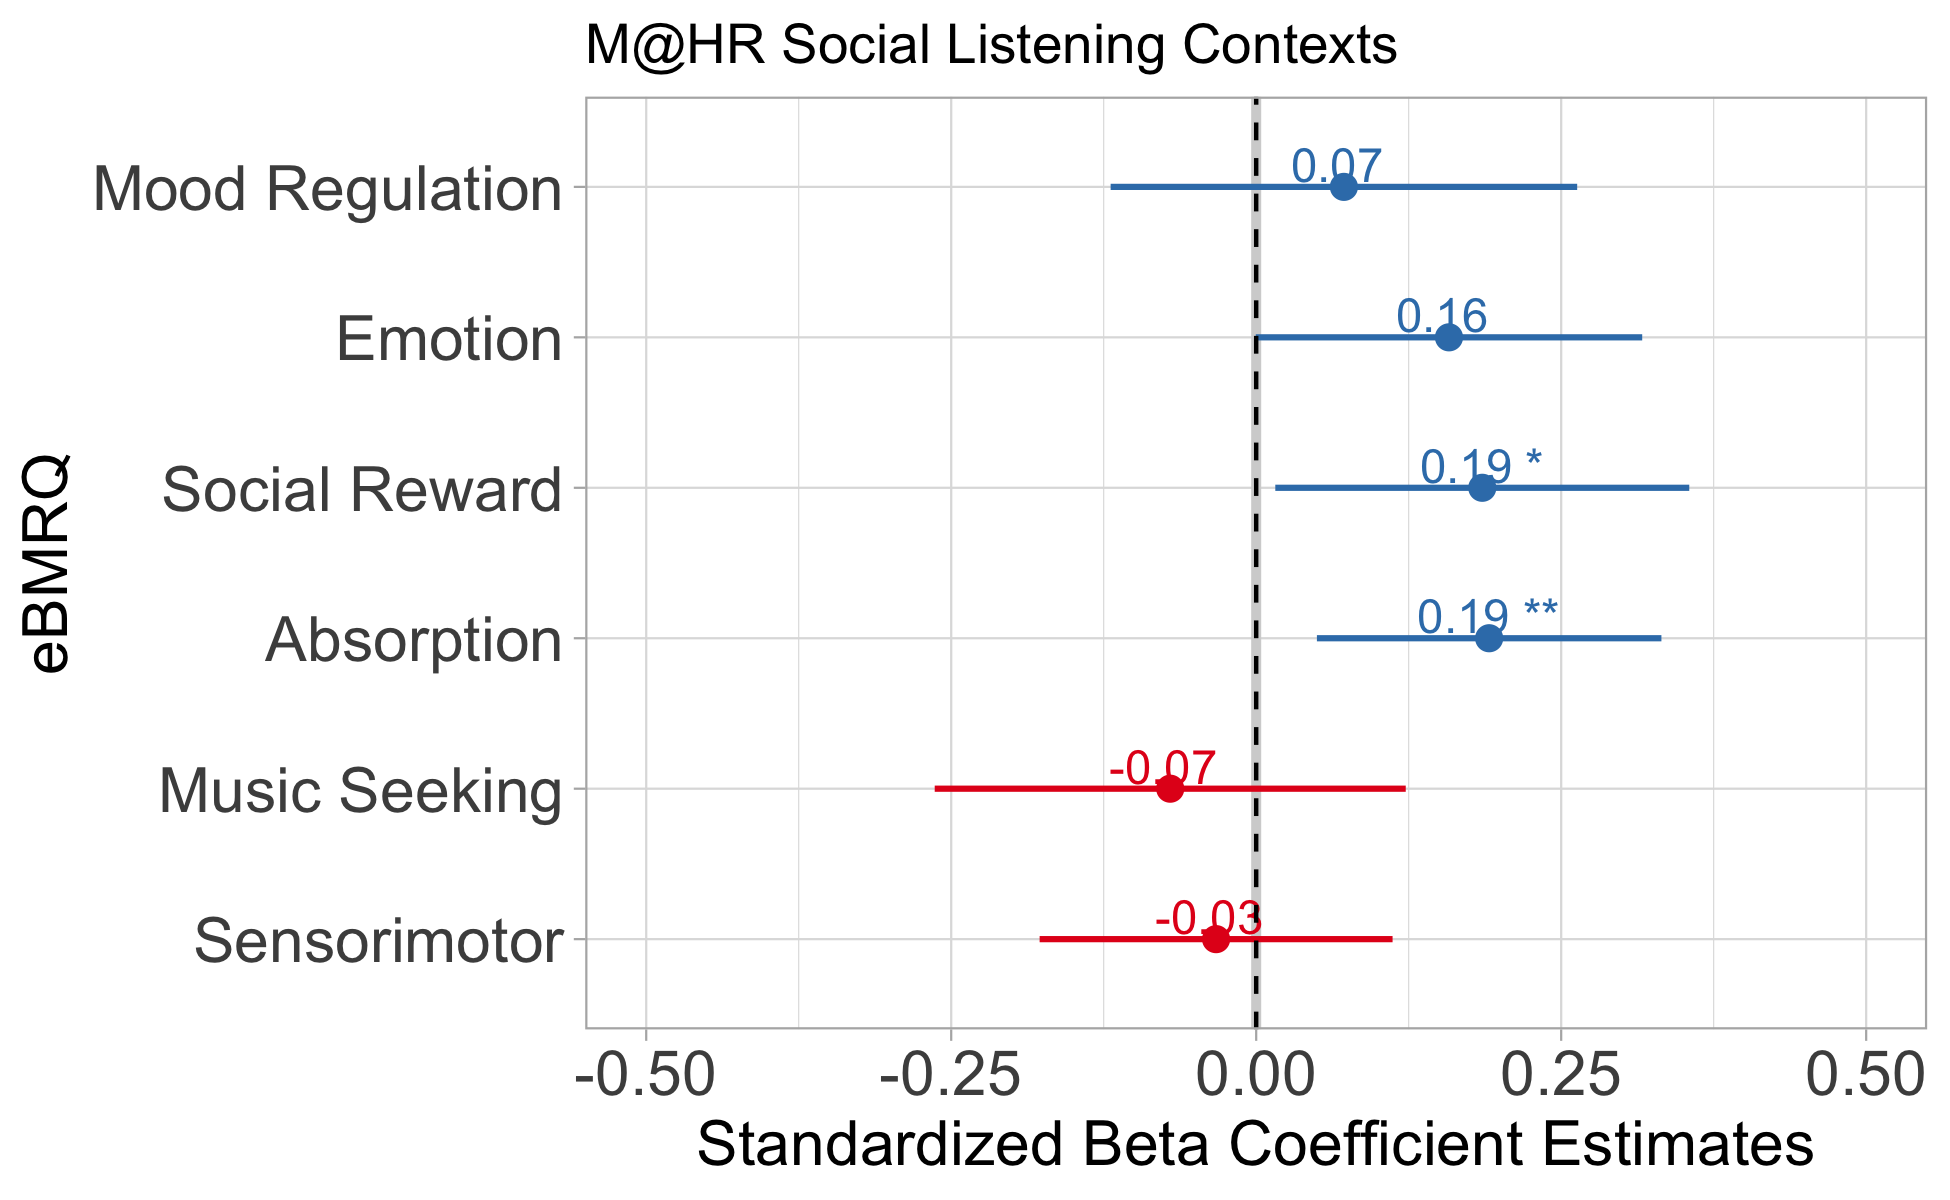 M@HR Social Listening Contexts
eBMRQ
Mood Regulation
0.07
Emotion
0.16
Social Reward
0.19 *
Absorption
0.19 **
Music Seeking
-0.07
Sensorimotor
-0.03
-0.50 -0.25 0.00 0.25 0.50
Standardized Beta Coefficient Estimates